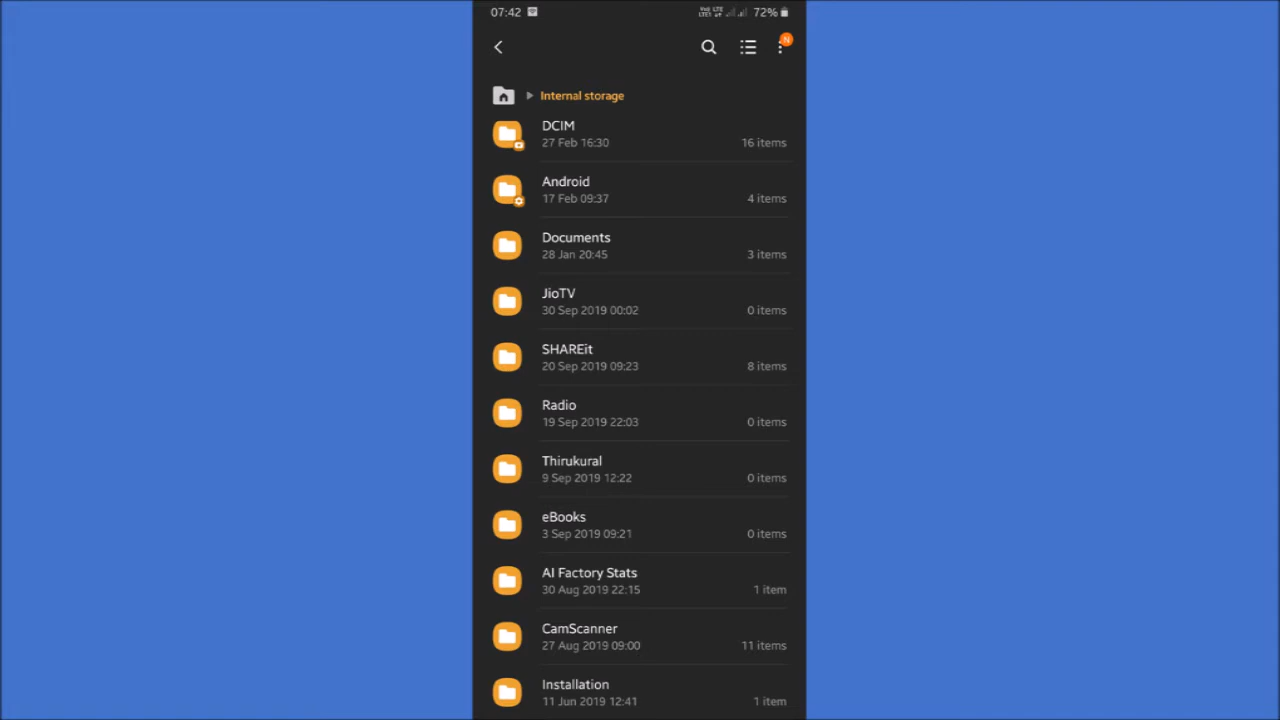 07:42 72%
N
Internal storage
DCIM
27 Feb 16:30 16 items
Android
17 Feb 09:37 4 items
Documents
28 Jan 20:45 3 items
JioTV
30 Sep 2019 00:02 0 items
SHAREit
20 Sep 2019 09:23 8 items
Radio
19 Sep 2019 22:03 0 items
Thirukural
9 Sep 2019 12:22 0 items
eBooks
3 Sep 2019 09:21 0 items
AI Factory Stats
30 Aug 2019 22:15 1 item
CamScanner
27 Aug 2019 09:00 11 items
Installation
11 Jun 2019 12:41 1 item